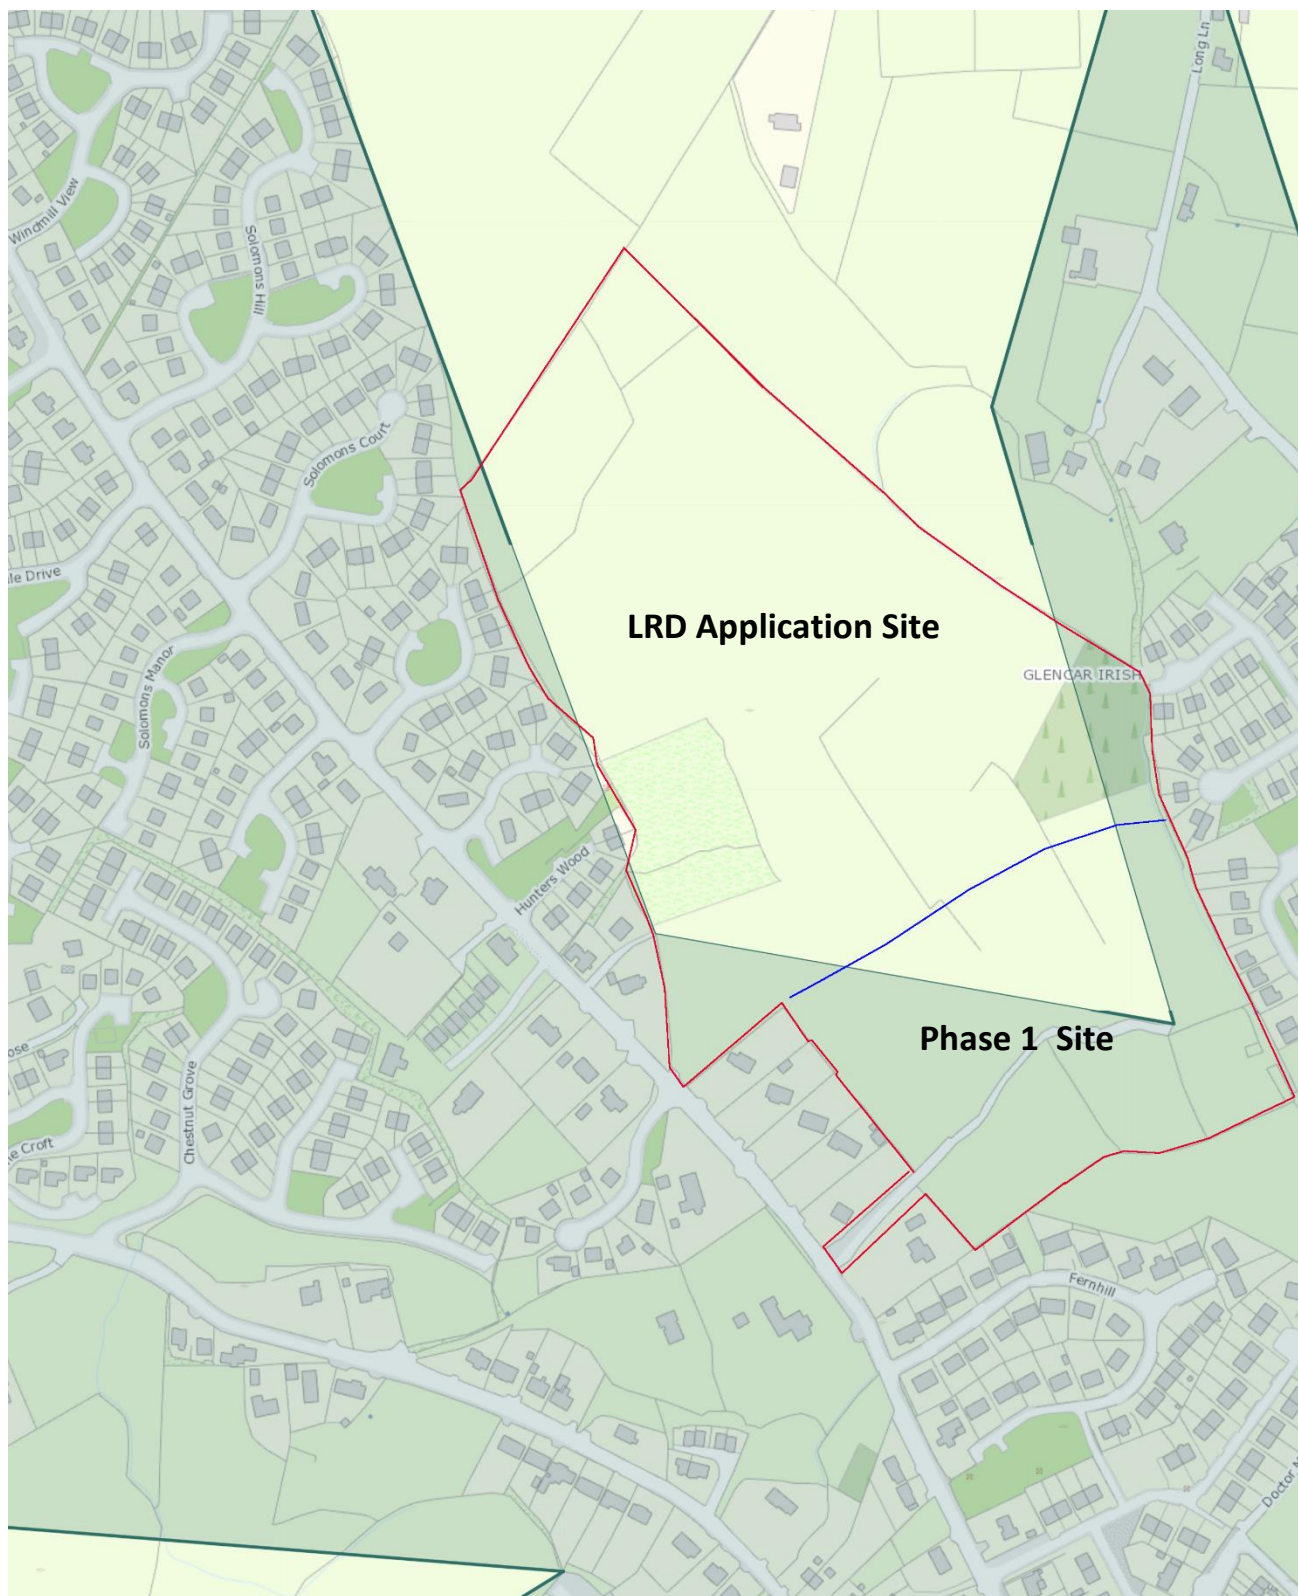 Long Ln
Windmill View
Solomons Hill
Solomons Court
le Drive
LRD Application Site
Solomons Manor
GLENCAR IRISH
Hunters Wood
Phase 1 Site
ose
Chestnut Grove
e Croft
Fernhill
Doctor